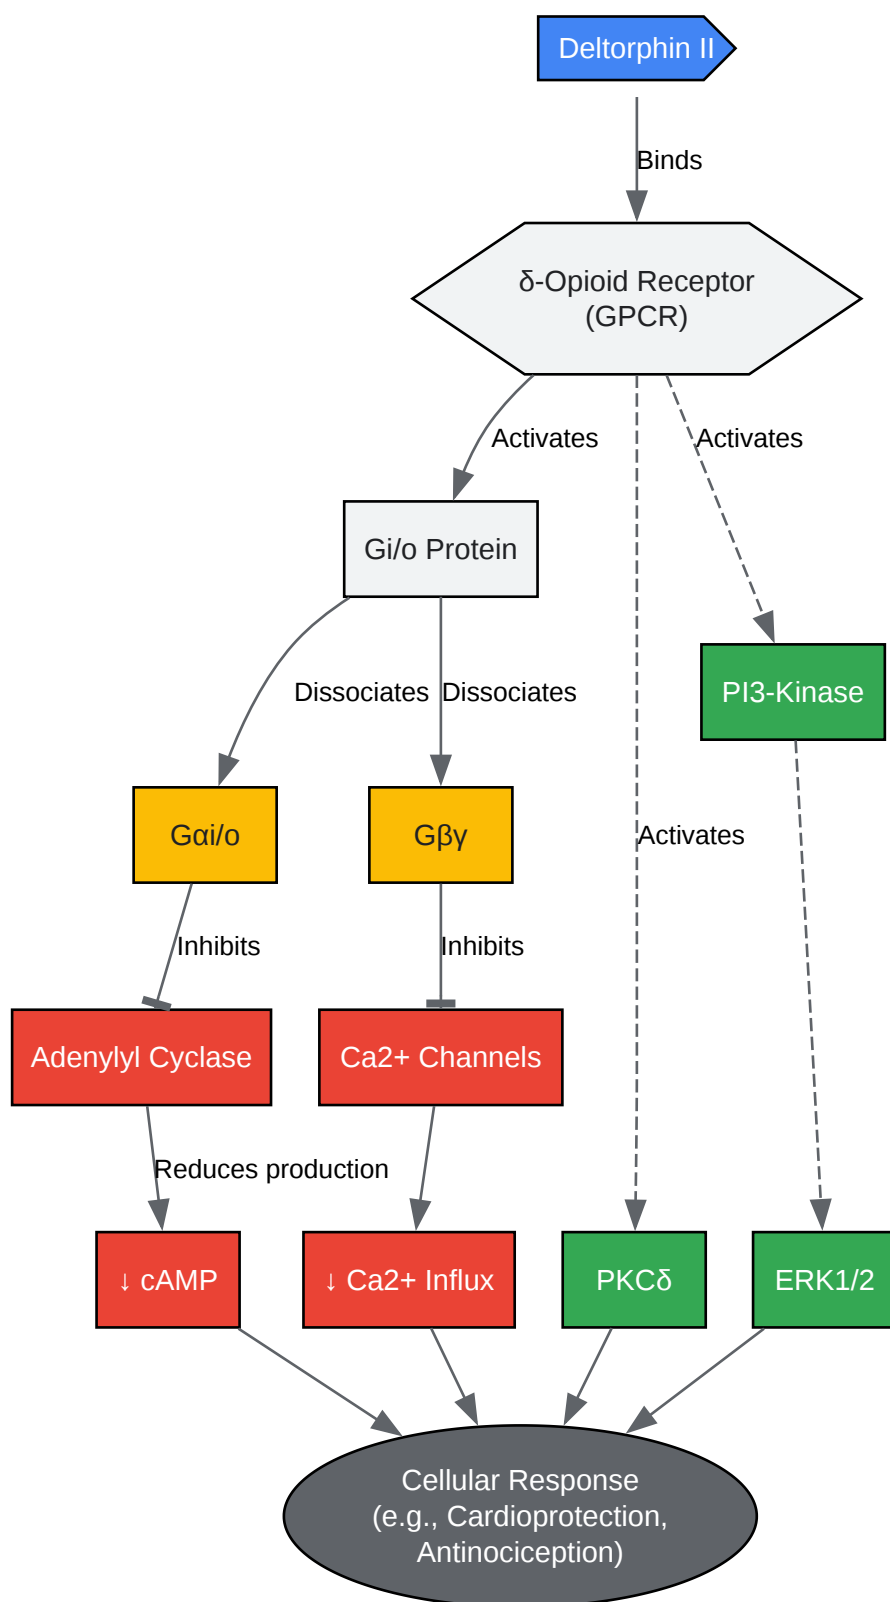 Deltorphin II
Binds
δ-Opioid Receptor
(GPCR)
Activates
Activates
Gi/o Protein
PI3-Kinase
Dissociates
Dissociates
Gαi/o
Gβγ
Activates
Inhibits
Inhibits
Adenylyl Cyclase
Ca2+ Channels
Reduces production
↓ cAMP
↓ Ca2+ Influx
PKCδ
ERK1/2
Cellular Response
(e.g., Cardioprotection,
Antinociception)